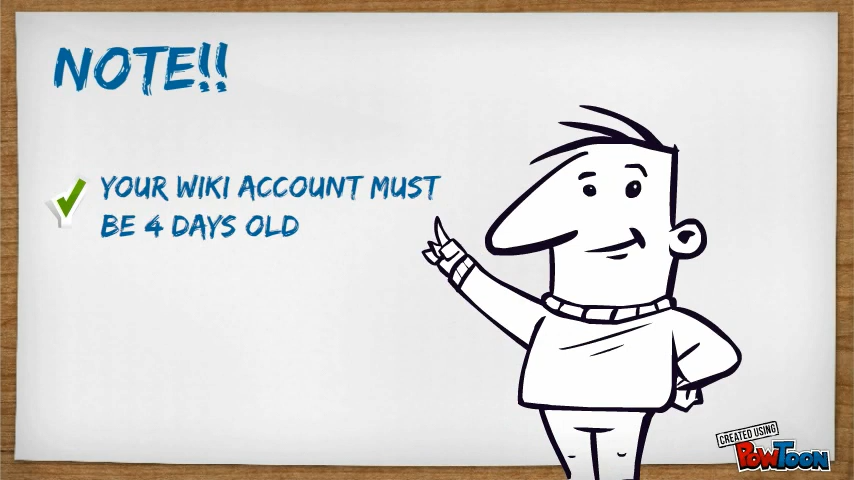 NOTE!!
YOUR WIKI ACCOUNT MUST
BE 4 DAYS OLD
CREATED USING
POWTOON